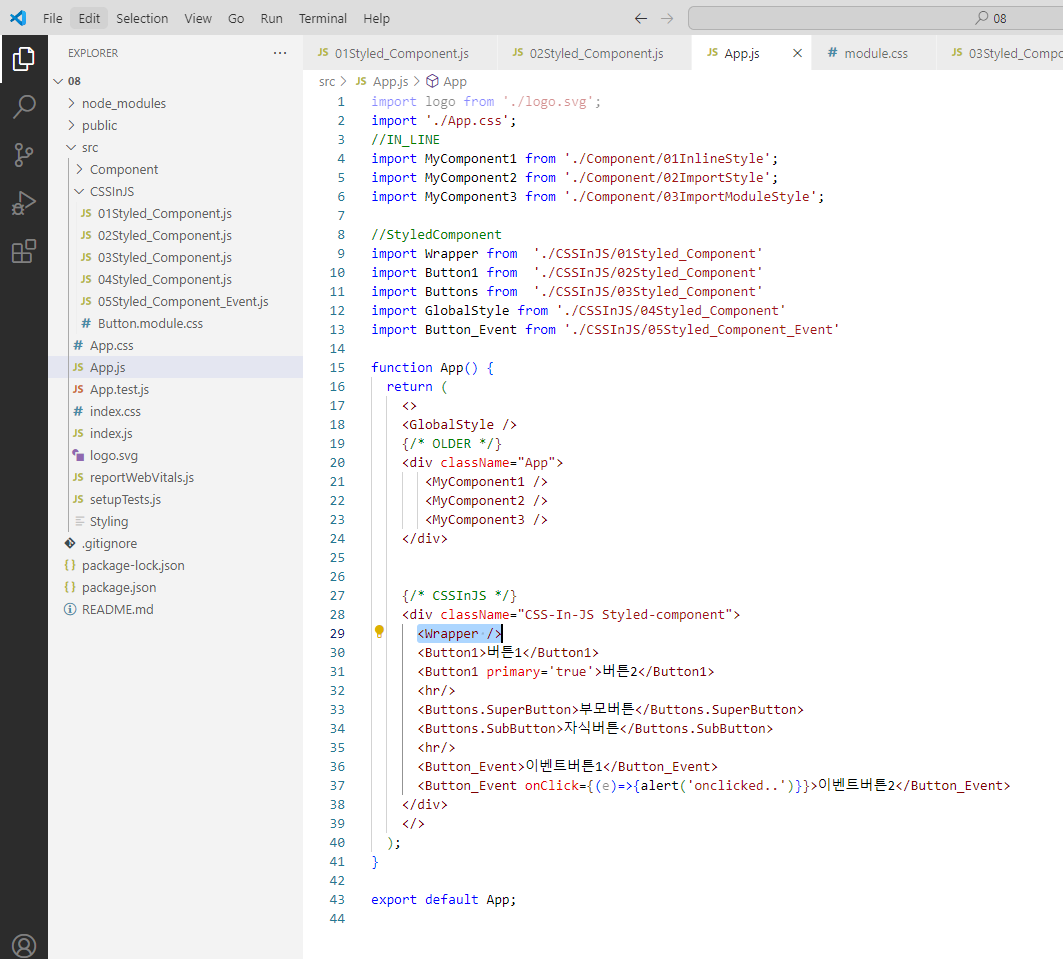 File Edit Selection View Go Run Terminal Help
08
EXPLORER
08
node_modules
public
src
Component
CSSInJS
JS 01Styled_Component.js
JS 02Styled_Component.js
JS 03Styled_Component.js
JS 04Styled_Component.js
JS 05Styled_Component_Event.js
# Button.module.css
# App.css
JS App.js
JS App.test.js
# index.css
JS index.js
logo.svg
JS reportWebVitals.js
JS setupTests.js
Styling
.gitignore
{} package-lock.json
{} package.json
README.md
JS 01Styled_Component.js JS 02Styled_Component.js JS App.js # module.css JS 03Styled_Compo
src > JS App.js > App
1 import logo from './logo.svg';
2 import './App.css';
3 //IN_LINE
4 import MyComponent1 from './Component/01InlineStyle';
5 import MyComponent2 from './Component/02ImportStyle';
6 import MyComponent3 from './Component/03ImportModuleStyle';
7
8 //StyledComponent
9 import Wrapper from  './CSSInJS/01Styled_Component'
10 import Button1 from  './CSSInJS/02Styled_Component'
11 import Buttons from  './CSSInJS/03Styled_Component'
12 import GlobalStyle from './CSSInJS/04Styled_Component'
13 import Button_Event from './CSSInJS/05Styled_Component_Event'
14
15 function App() {
16 return (
17 <>
18 <GlobalStyle />
19 {/* OLDER */}
20 <div className="App">
21 <MyComponent1 />
22 <MyComponent2 />
23 <MyComponent3 />
24 </div>
25
26
27 {/* CSSInJS */}
28 <div className="CSS-In-JS Styled-component">
29 <Wrapper />
30 <Button1>버튼1</Button1>
31 <Button1 primary='true'>버튼2</Button1>
32 <hr/>
33 <Buttons.SuperButton>부모버튼</Buttons.SuperButton>
34 <Buttons.SubButton>자식버튼</Buttons.SubButton>
35 <hr/>
36 <Button_Event>이벤트버튼1</Button_Event>
37 <Button_Event onClick={(e)=>{alert('onclicked..')}}>이벤트버튼2</Button_Event>
38 </div>
39 </>
40 );
41 }
42
43 export default App;
44